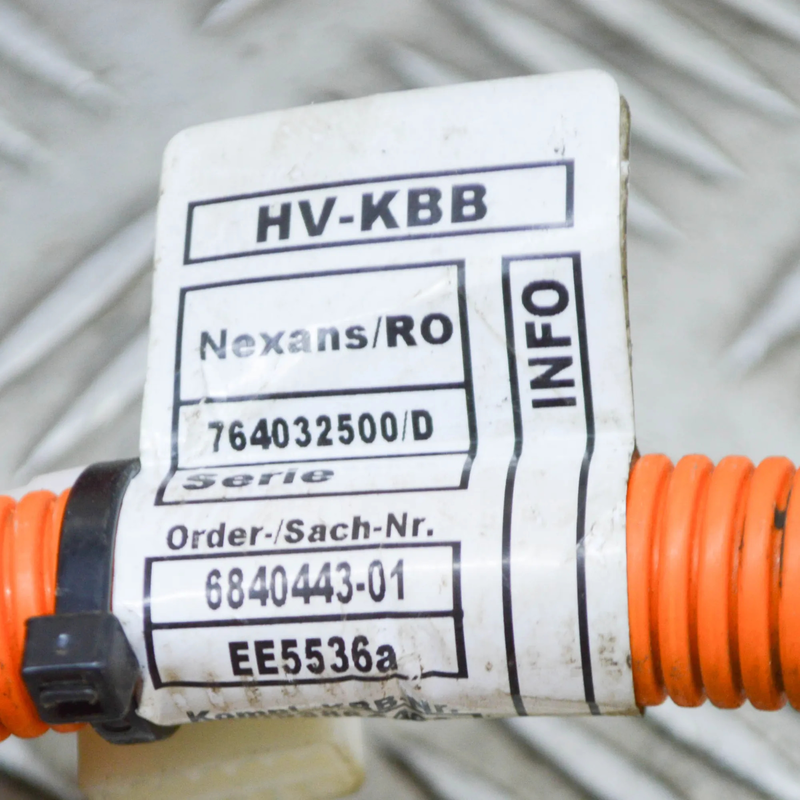 HV-KBB
Nexans/RO
INFO
764032500/D
Serie
Order-/Sach-Nr.
6840443-01
EE5536a